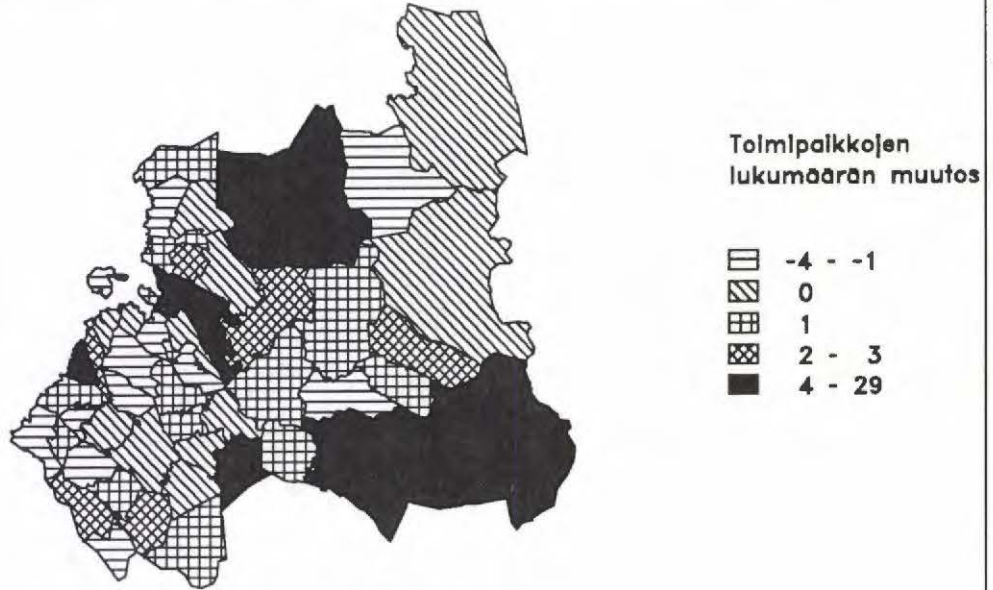 Toimipaikkojen
lukumäärän muutos
-4 - -1
0
1
2 - 3
4 - 29